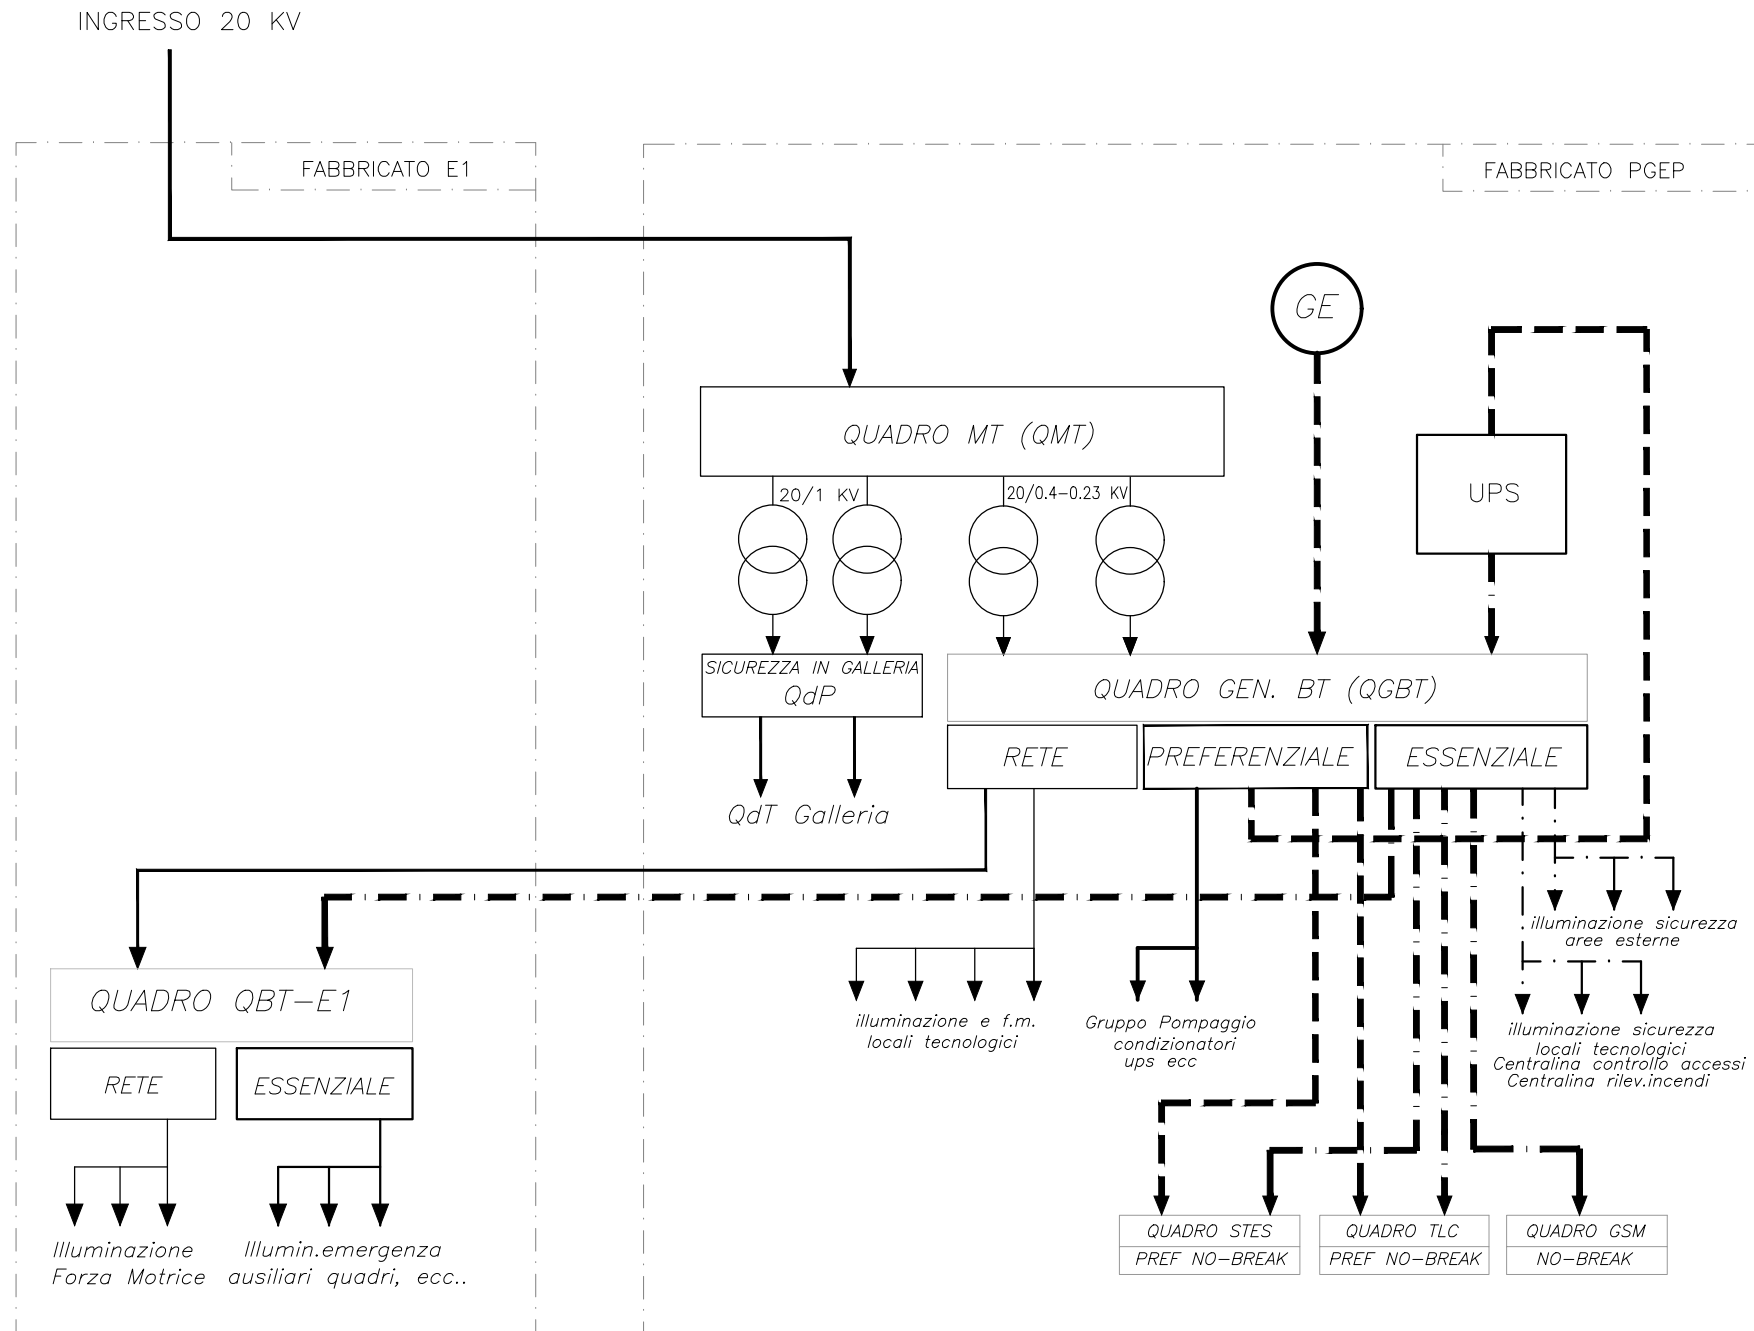 INGRESSO 20 KV
FABBRICATO E1
FABBRICATO PGEP
GE
QUADRO MT (QMT)
UPS
20/1 KV
20/0.4-0.23 KV
SICUREZZA IN GALLERIA
QdP
QUADRO GEN. BT (QGBT)
RETE
PREFERENZIALE
ESSENZIALE
QdT Galleria
illuminazione sicurezza
aree esterne
QUADRO QBT-E1
illuminazione e f.m.
locali tecnologici
Gruppo Pompaggio
condizionatori
ups ecc
illuminazione sicurezza
locali tecnologici
Centralina controllo accessi
Centralina rilev.incendi
RETE
ESSENZIALE
Illuminazione
Forza Motrice
Illumin.emergenza
ausiliari quadri, ecc..
QUADRO STES
PREF NO-BREAK
QUADRO TLC
PREF NO-BREAK
QUADRO GSM
NO-BREAK